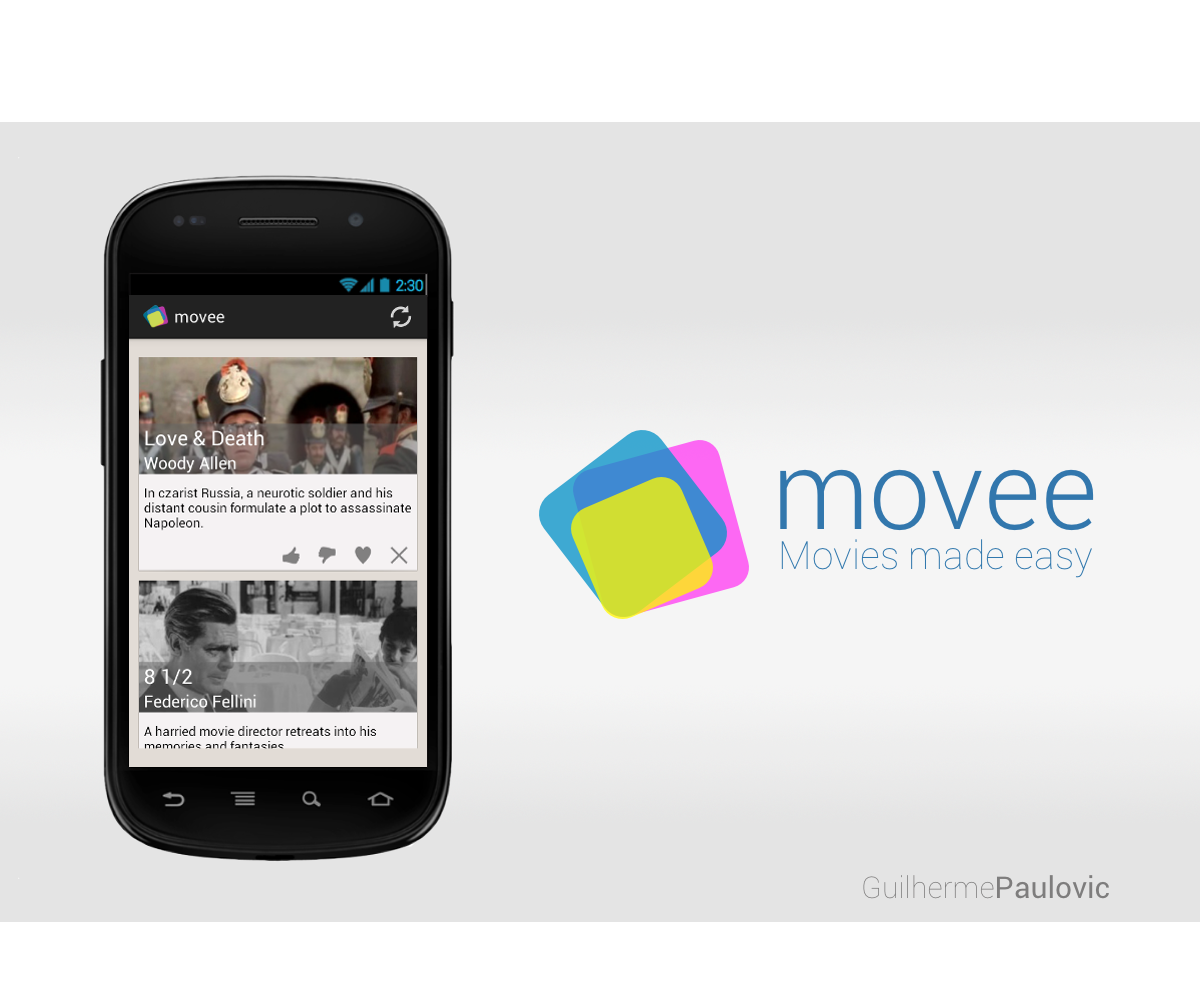 2:30
movee
Love & Death
Woody Allen
In czarist Russia, a neurotic soldier and his
distant cousin formulate a plot to assassinate
Napoleon.
8 1/2
Federico Fellini
A harried movie director retreats into his
memories and fantasies
movee
Movies made easy
GuilhermePaulovic